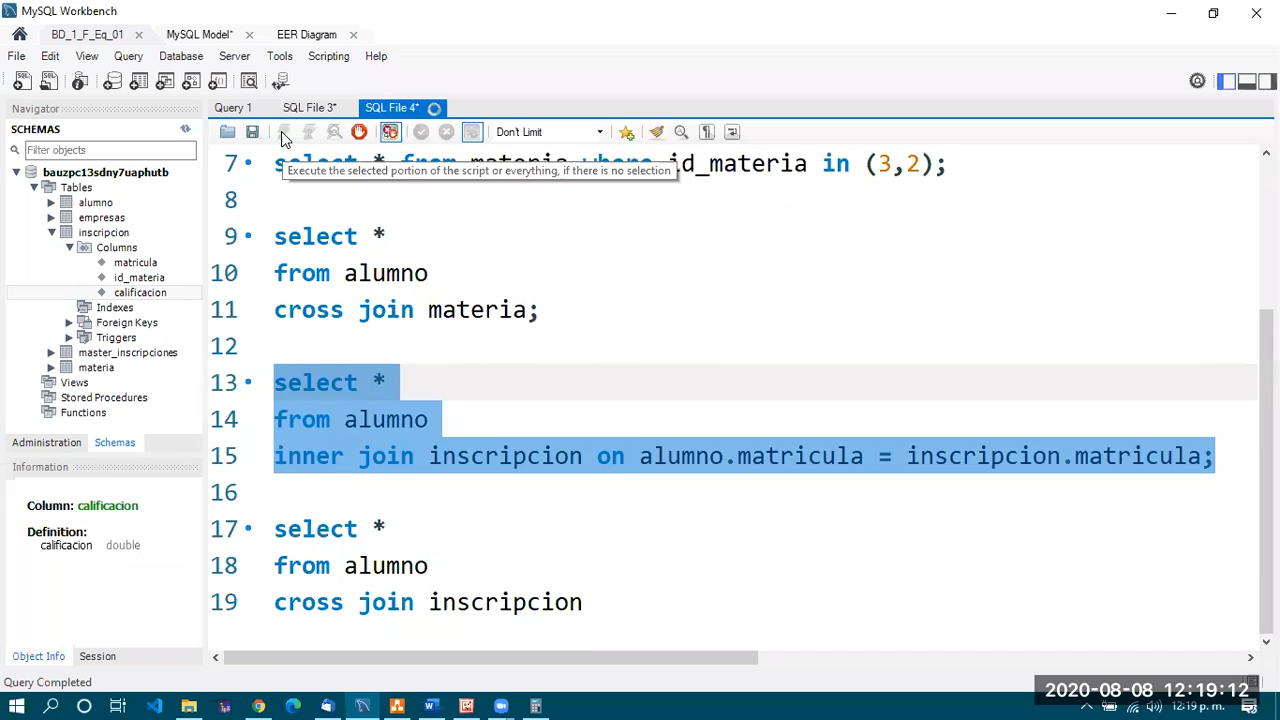 MySQL Workbench
BD_1_F_Eq_01
MySQL Model*
EER Diagram
File Edit View Query Database Server Tools Scripting Help
Navigator
SCHEMAS
Filter objects
bauzpc13sdny7uaphutb
Tables
alumno
empresas
inscripcion
Columns
matricula
id_materia
calificacion
Indexes
Foreign Keys
Triggers
master_inscripciones
materia
Views
Stored Procedures
Functions
Administration Schemas
Information
Column: calificacion
Definition:
calificacion double
Object Info Session
Query Completed
Query 1 SQL File 3* SQL File 4*
Don't Limit
7 select * from materia where id_materia in (3,2);
Execute the selected portion of the script or everything, if there is no selection
8
9 select *
10 from alumno
11 cross join materia;
12
13 select *
14 from alumno
15 inner join inscripcion on alumno.matricula = inscripcion.matricula;
16
17 select *
18 from alumno
19 cross join inscripcion
2020-08-08 12:19:12
12:19 p. m.